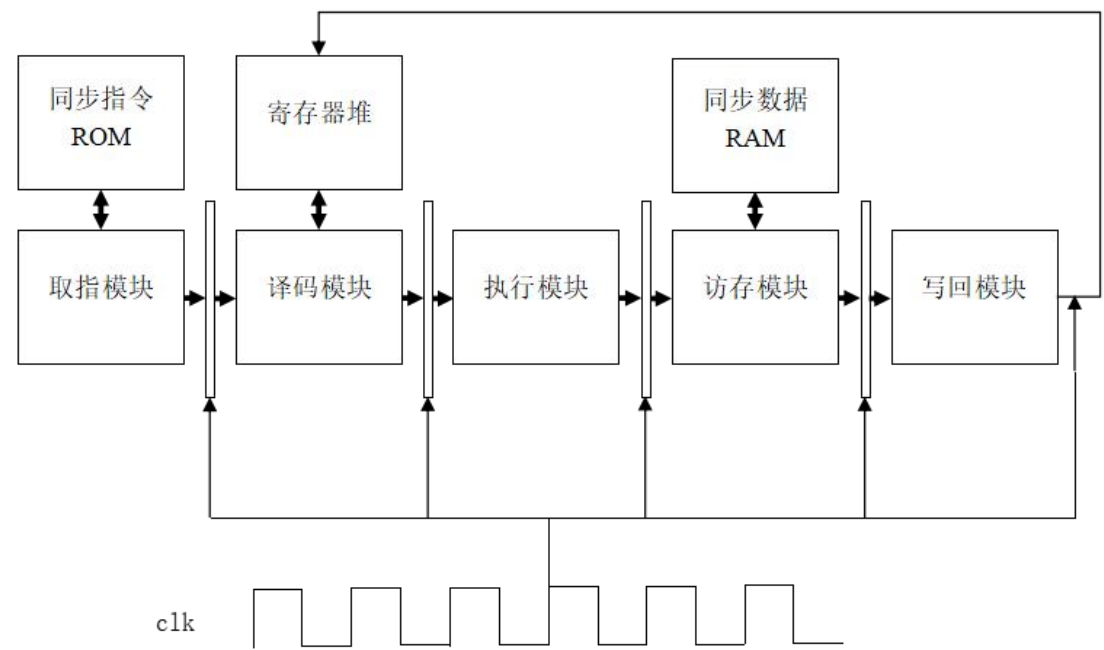 同步指令
ROM
寄存器堆
同步数据
RAM
取指模块
译码模块
执行模块
访存模块
写回模块
clk